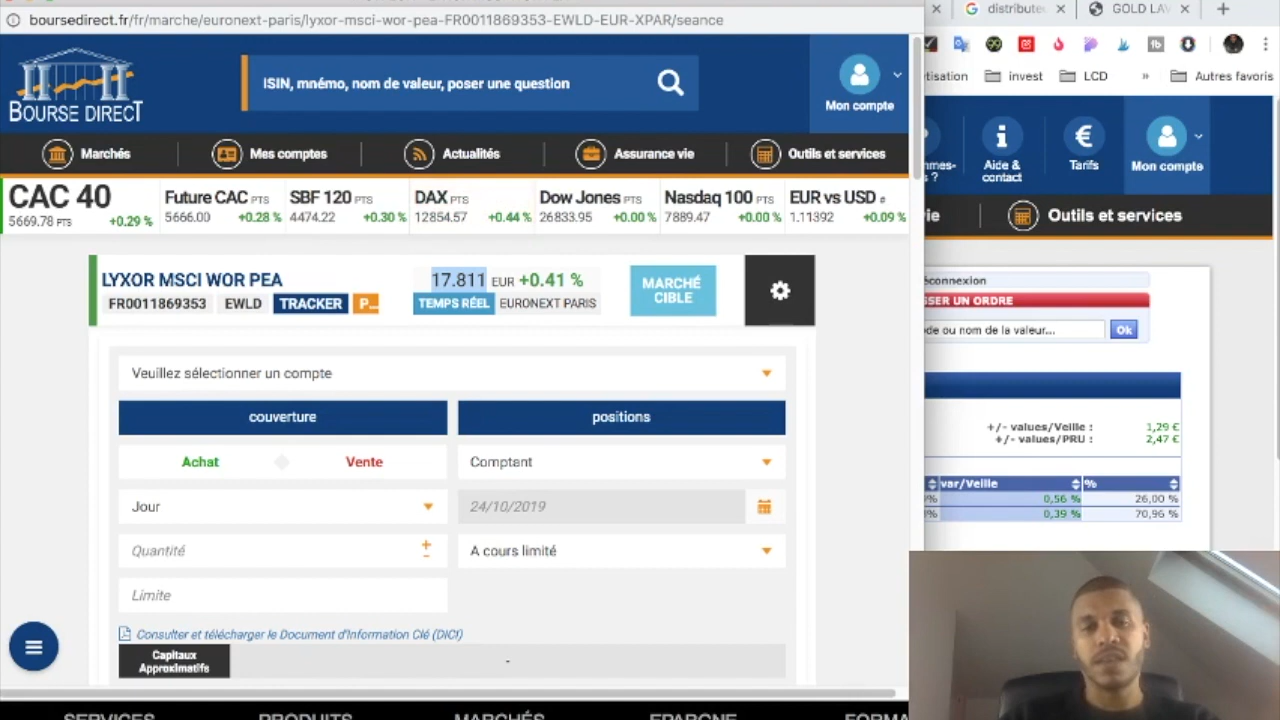 boursedirect.fr/fr/marche/euronext-paris/lyxor-msci-wor-pea-FR0011869353-EWLD-EUR-XPAR/seance
BOURSE DIRECT
ISIN, mnémo, nom de valeur, poser une question
Mon compte
Marchés
Mes comptes
Actualités
Assurance vie
Outils et services
CAC 40
5669.78 PTS
+0.29 %
Future CAC PTS
5666.00
+0.28 %
SBF 120 PTS
4474.22
+0.30 %
DAX PTS
12854.57
+0.44 %
Dow Jones PTS
26833.95
+0.00 %
Nasdaq 100 PTS
7889.47
+0.00 %
EUR vs USD #
1.11392
+0.09 %
LYXOR MSCI WOR PEA
FR0011869353 EWLD TRACKER P...
17.811 EUR +0.41 %
TEMPS RÉEL EURONEXT PARIS
MARCHÉ
CIBLE
Veuillez sélectionner un compte
couverture
positions
Achat
Vente
Comptant
Jour
24/10/2019
Quantité
+
-
A cours limité
Limite
Consulter et télécharger le Document d'Information Clé (DICI)
Capitaux
Approximatifs
-
SERVICES
PRODUITS
MARCHÉS
EPARGNE
FORMA
distribute
GOLD LAV
tisation
invest
LCD
»
Autres favoris
mmes-
s ?
Aide &
contact
Tarifs
Mon compte
ie
Outils et services
éconnexion
SSER UN ORDRE
de ou nom de la valeur...
Ok
+/- values/Veille : 1,29 €
+/- values/PRU : 2,47 €
var/Veille
%
% 0,56 % 26,00 %
% 0,39 % 70,96 %